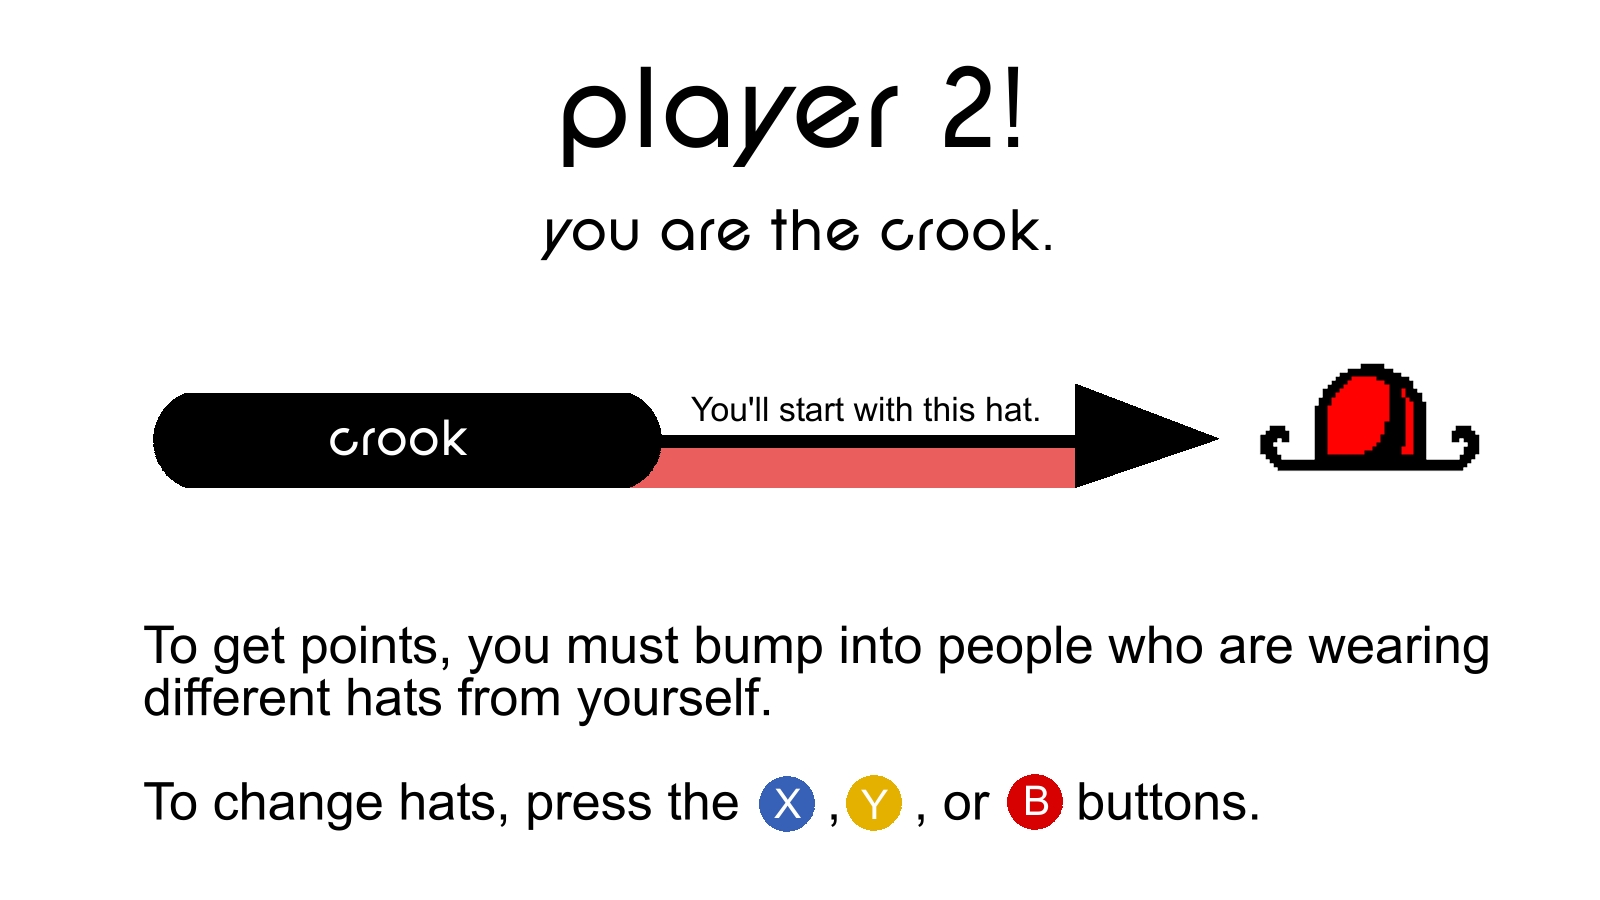 player 2!
you are the crook.
You'll start with this hat.
crook
To get points, you must bump into people who are wearing
different hats from yourself.
To change hats, press the X , Y , or B buttons.